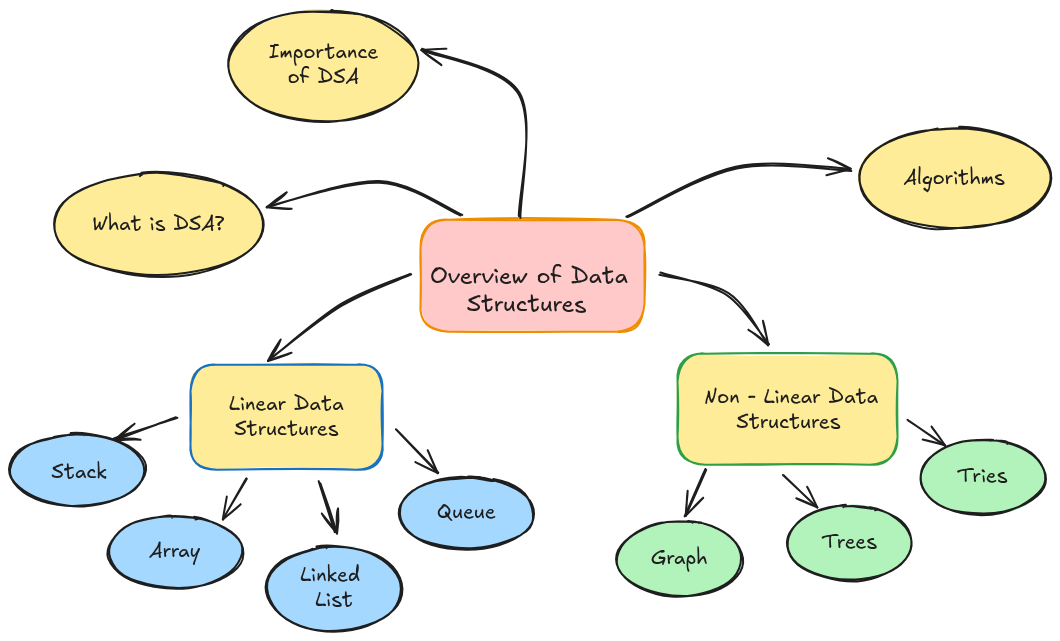 Importance
of DSA
Algorithms
What is DSA?
Overview of Data
Structures
Linear Data
Structures
Non - Linear Data
Structures
Stack
Array
Linked
List
Queue
Graph
Trees
Tries